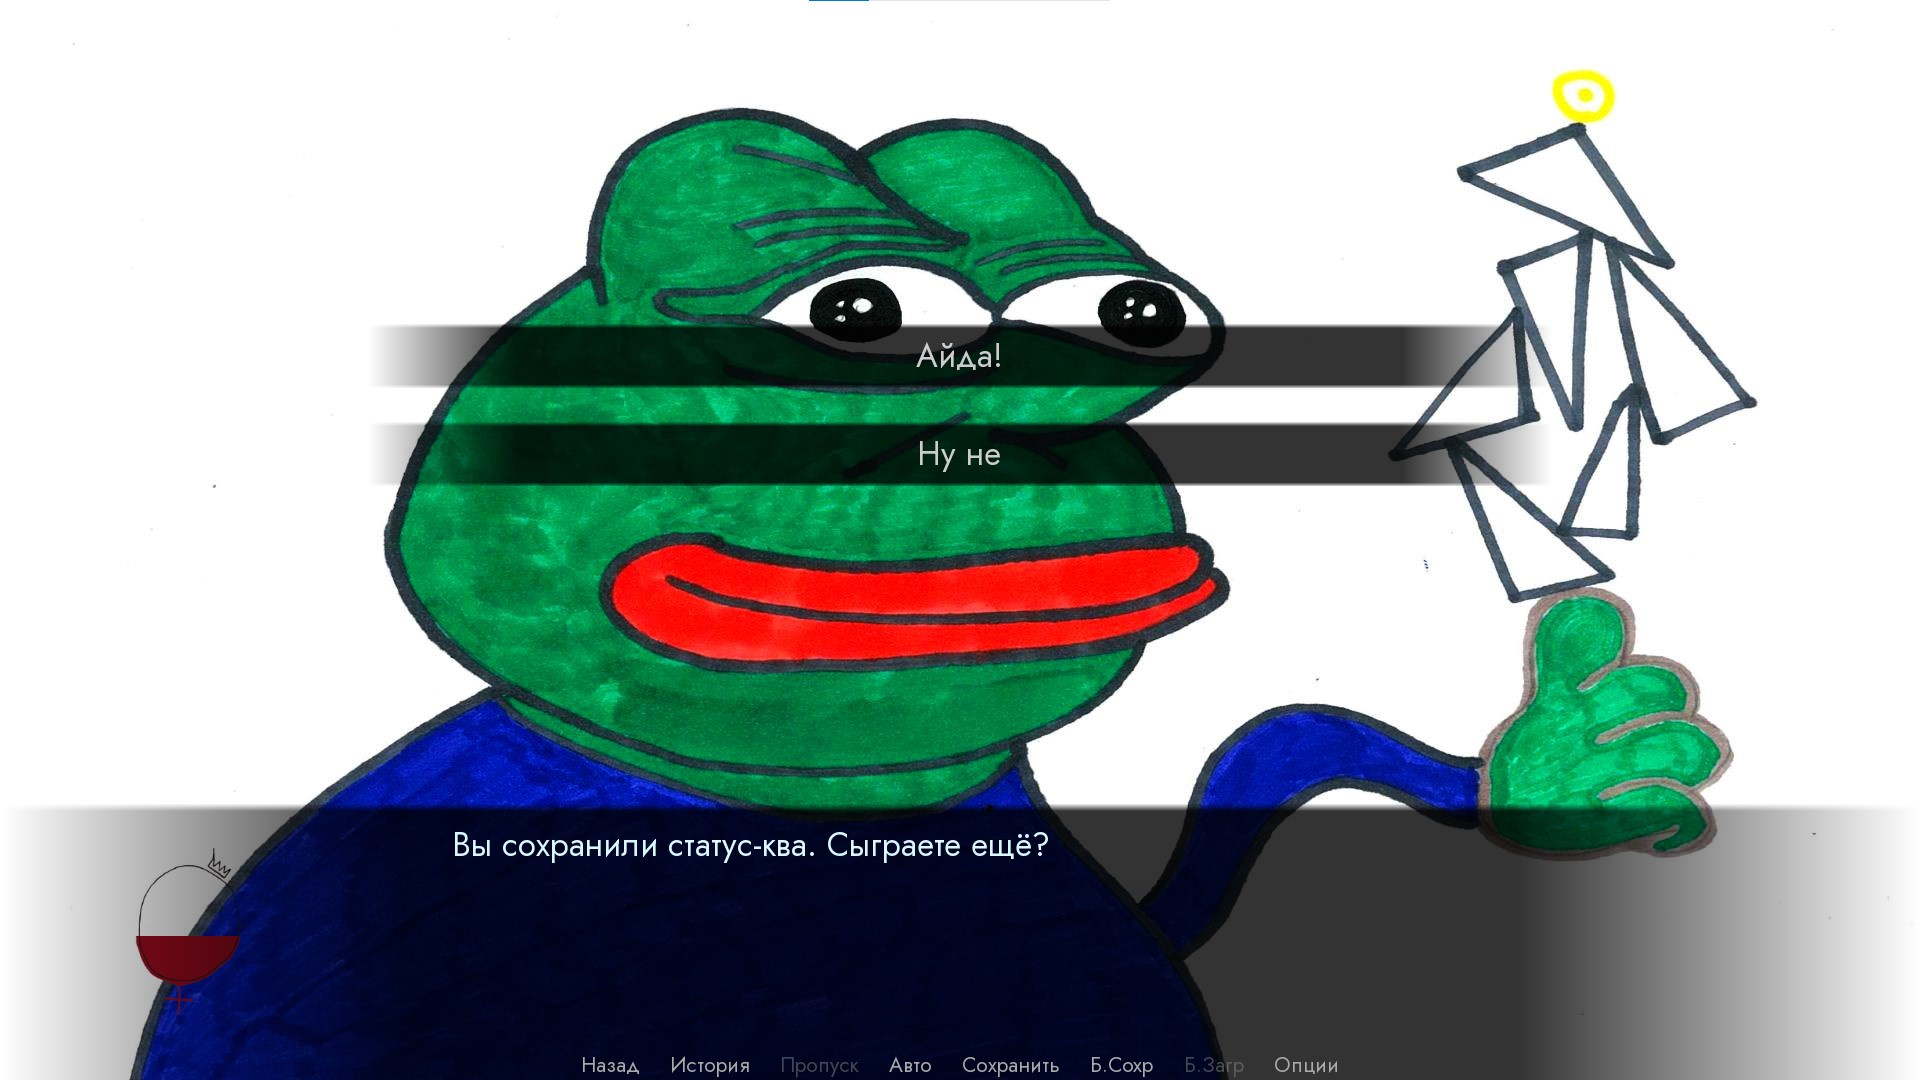 Айда!
Ну не
Вы сохранили статус-ква. Сыграете ещё?
Назад История Пропуск Авто Сохранить Б.Сохр Б.Загр Опции